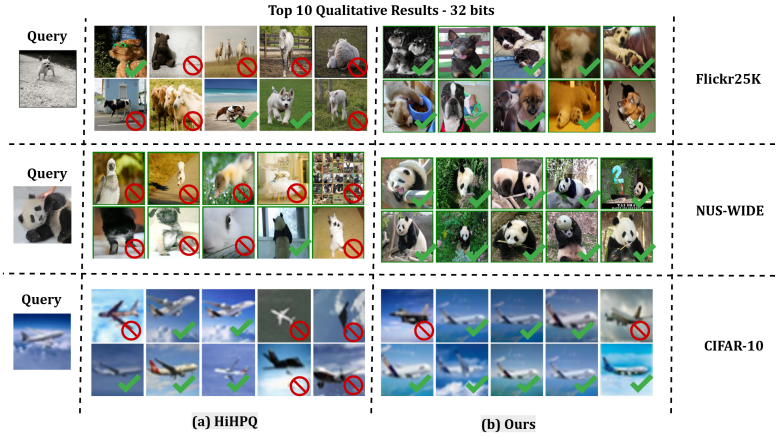 Top 10 Qualitative Results - 32 bits
Query
Flickr25K
Query
NUS-WIDE
Query
CIFAR-10
(a) HiHPQ
(b) Ours